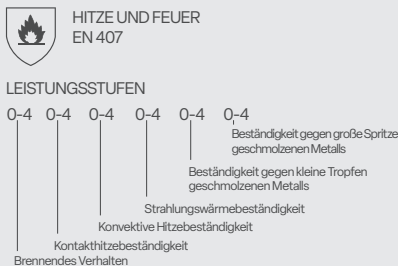 HITZE UND FEUER
EN 407
LEISTUNGSSTUFEN
0-4 0-4 0-4 0-4 0-4 0-4
Beständigkeit gegen große Spritzer
geschmolzenen Metalls
Beständigkeit gegen kleine Tropfen
geschmolzenen Metalls
Strahlungswärmebeständigkeit
Konvektive Hitzebeständigkeit
Kontakthitzebeständigkeit
Brennendes Verhalten